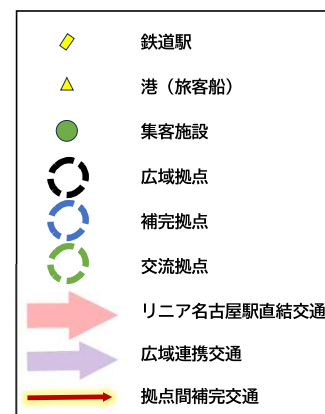 鉄道駅
港（旅客船）
集客施設
広域拠点
補完拠点
交流拠点
リニア名古屋駅直結交通
広域連携交通
拠点間補完交通